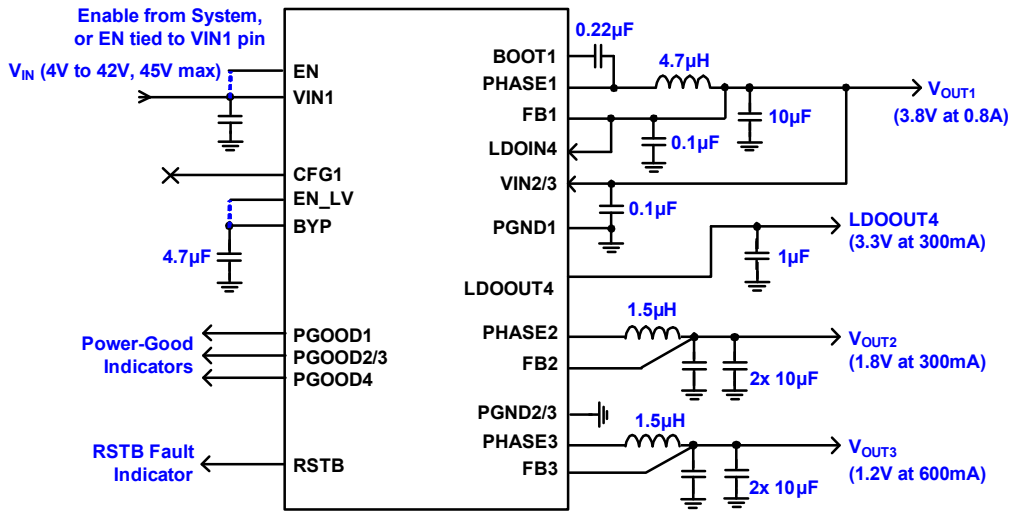 Enable from System,
or EN tied to VIN1 pin
V_IN (4V to 42V, 45V max)
EN
VIN1
CFG1
EN_LV
BYP
4.7µF
Power-Good
Indicators
PGOOD1
PGOOD2/3
PGOOD4
RSTB Fault
Indicator
RSTB
BOOT1
0.22µF
PHASE1
4.7µH
FB1
LDOIN4
0.1µF
10µF
V_OUT1
(3.8V at 0.8A)
VIN2/3
0.1µF
PGND1
LDOOUT4
1µF
LDOOUT4
(3.3V at 300mA)
PHASE2
1.5µH
FB2
2x 10µF
V_OUT2
(1.8V at 300mA)
PGND2/3
PHASE3
1.5µH
FB3
2x 10µF
V_OUT3
(1.2V at 600mA)